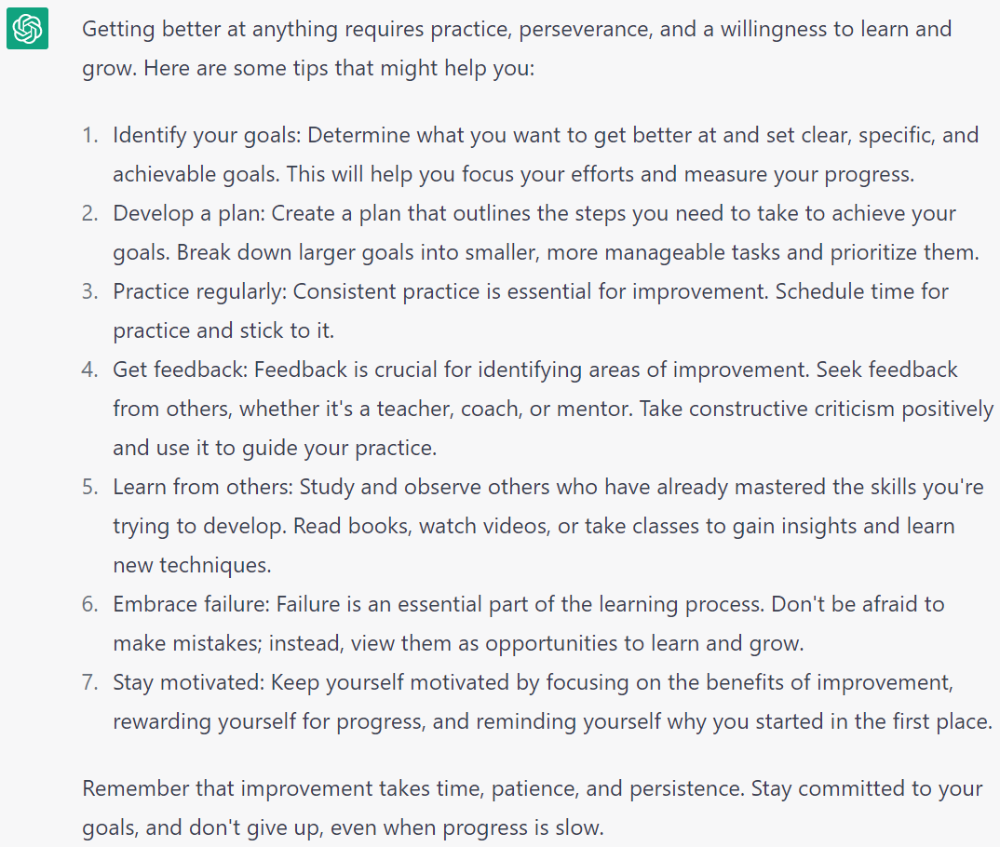 Getting better at anything requires practice, perseverance, and a willingness to learn and
grow. Here are some tips that might help you:
1. Identify your goals: Determine what you want to get better at and set clear, specific, and
achievable goals. This will help you focus your efforts and measure your progress.
2. Develop a plan: Create a plan that outlines the steps you need to take to achieve your
goals. Break down larger goals into smaller, more manageable tasks and prioritize them.
3. Practice regularly: Consistent practice is essential for improvement. Schedule time for
practice and stick to it.
4. Get feedback: Feedback is crucial for identifying areas of improvement. Seek feedback
from others, whether it's a teacher, coach, or mentor. Take constructive criticism positively
and use it to guide your practice.
5. Learn from others: Study and observe others who have already mastered the skills you're
trying to develop. Read books, watch videos, or take classes to gain insights and learn
new techniques.
6. Embrace failure: Failure is an essential part of the learning process. Don't be afraid to
make mistakes; instead, view them as opportunities to learn and grow.
7. Stay motivated: Keep yourself motivated by focusing on the benefits of improvement,
rewarding yourself for progress, and reminding yourself why you started in the first place.
Remember that improvement takes time, patience, and persistence. Stay committed to your
goals, and don't give up, even when progress is slow.